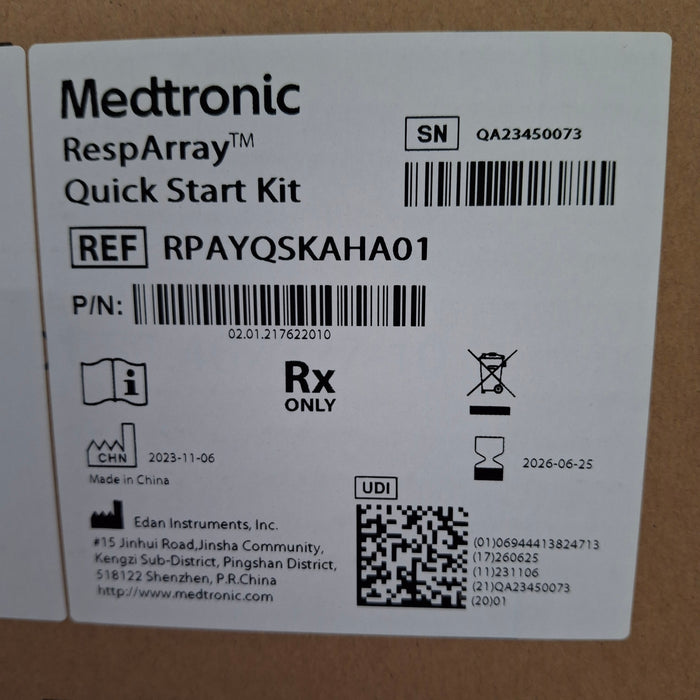 Medtronic
RespArray™
Quick Start Kit
SN QA23450073
REF RPAYQSKAHA01
P/N:
02.01.217622010
i
Rx
ONLY
CHN 2023-11-06
Made in China
2026-06-25
UDI
Edan Instruments, Inc.
#15 Jinhui Road,Jinsha Community,
Kengzi Sub-District, Pingshan District,
518122 Shenzhen, P.R.China
http://www.medtronic.com
(01)06944413824713
(17)260625
(11)231106
(21)QA23450073
(20)01